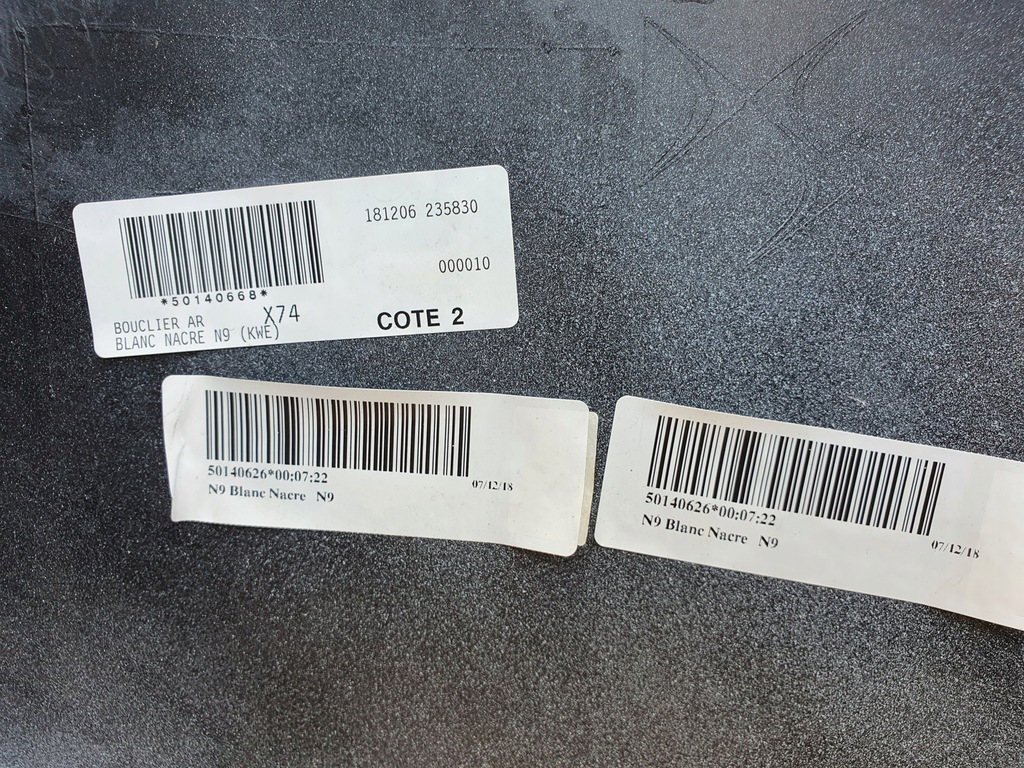 181206 235830
000010
*50140668*
BOUCLIER AR X74
BLANC NACRE N9 (KWE)
COTE 2
50140626*00:07:22
07/12/18
N9 Blanc Nacre N9
50140626*00:07:22
07/12/18
N9 Blanc Nacre N9